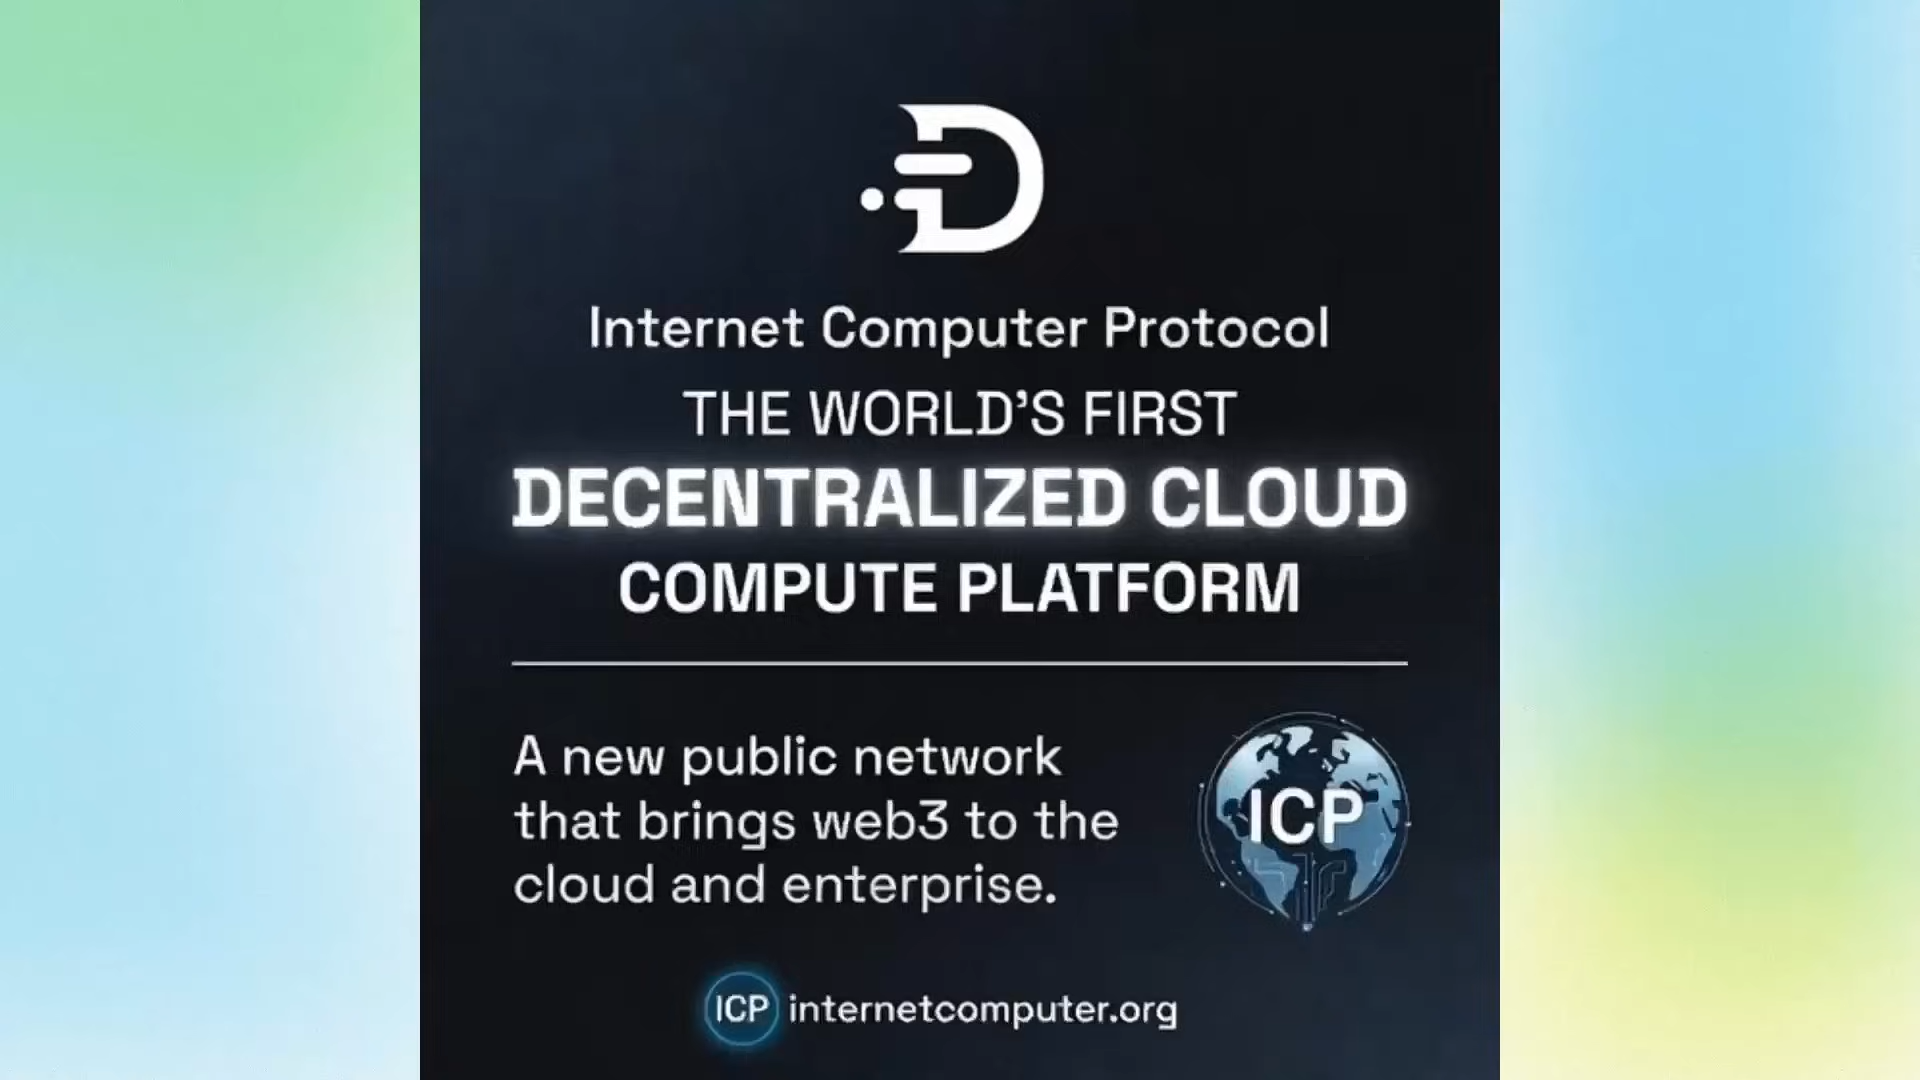 Internet Computer Protocol
THE WORLD'S FIRST
DECENTRALIZED CLOUD
COMPUTE PLATFORM
A new public network
that brings web3 to the
cloud and enterprise.
ICP
ICP internetcomputer.org